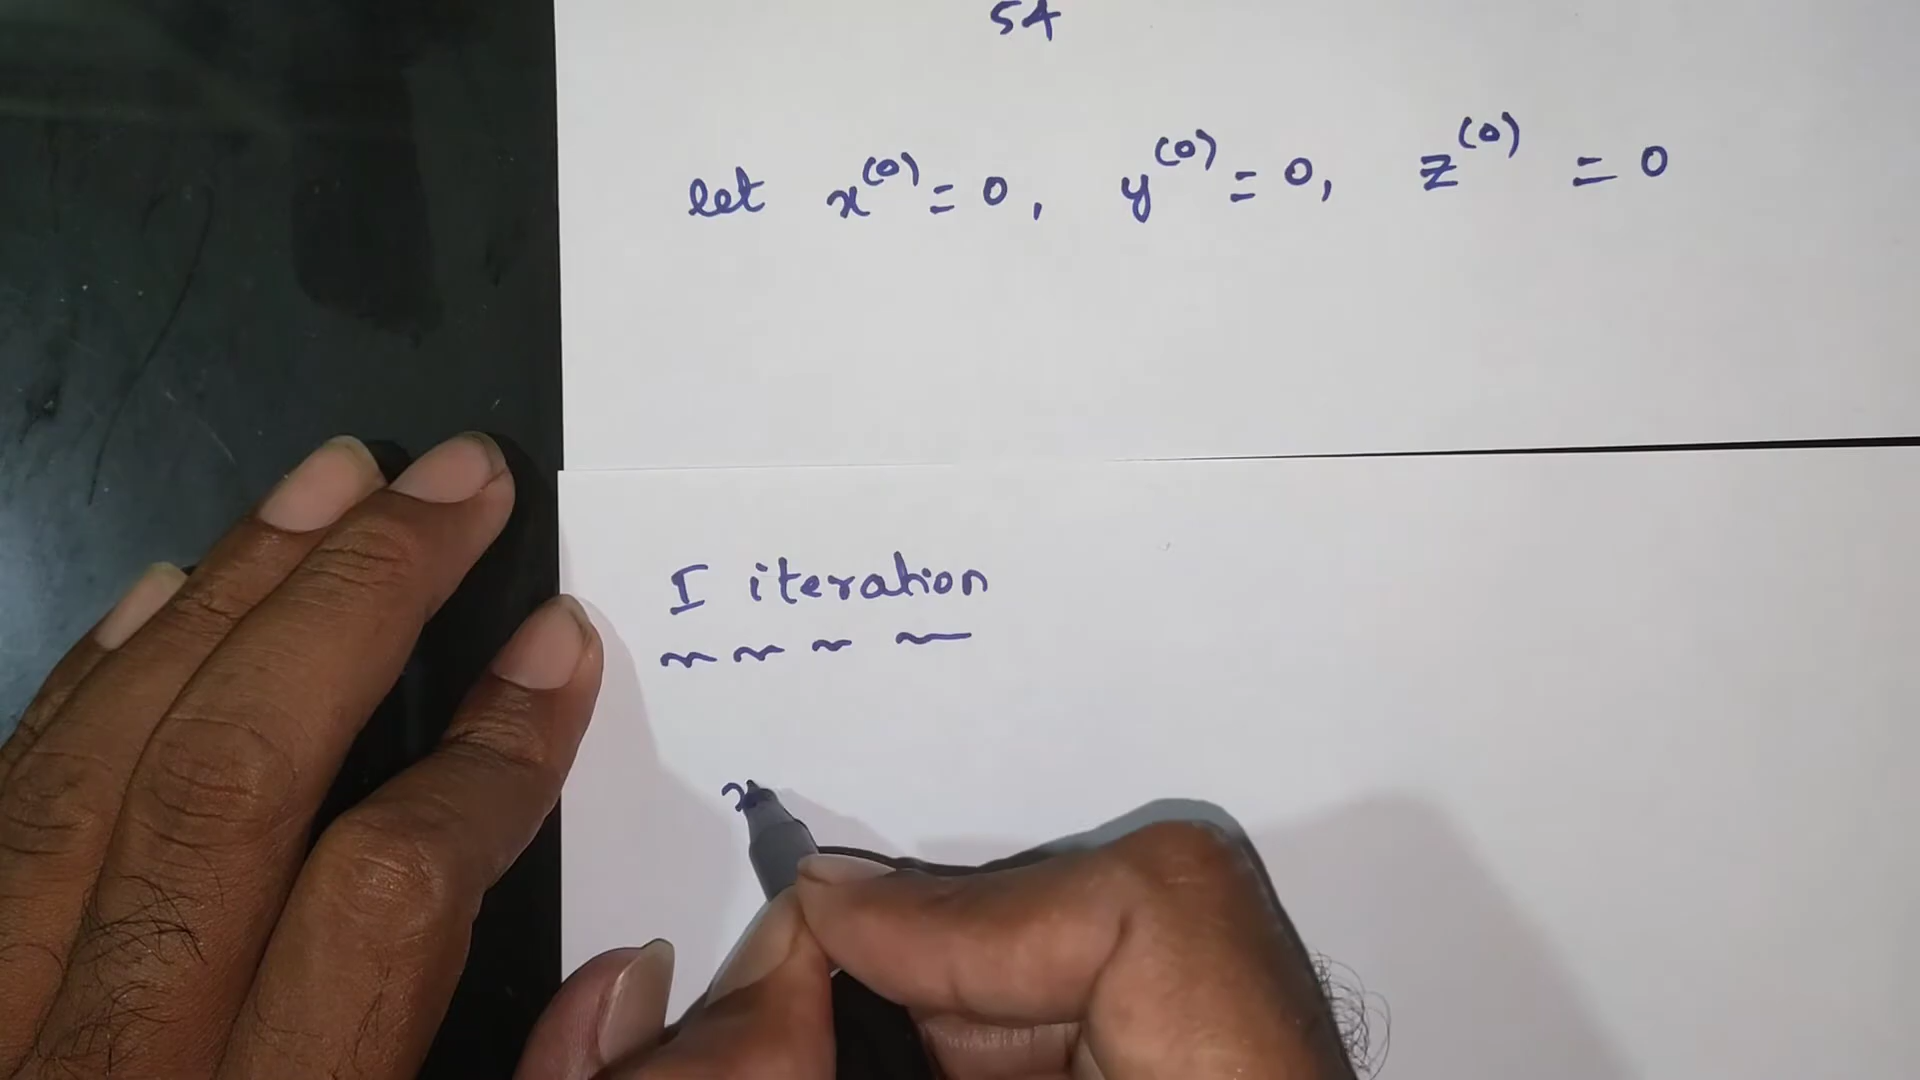 54
let x^(0) = 0, y^(0) = 0, z^(0) = 0
I iteration
x